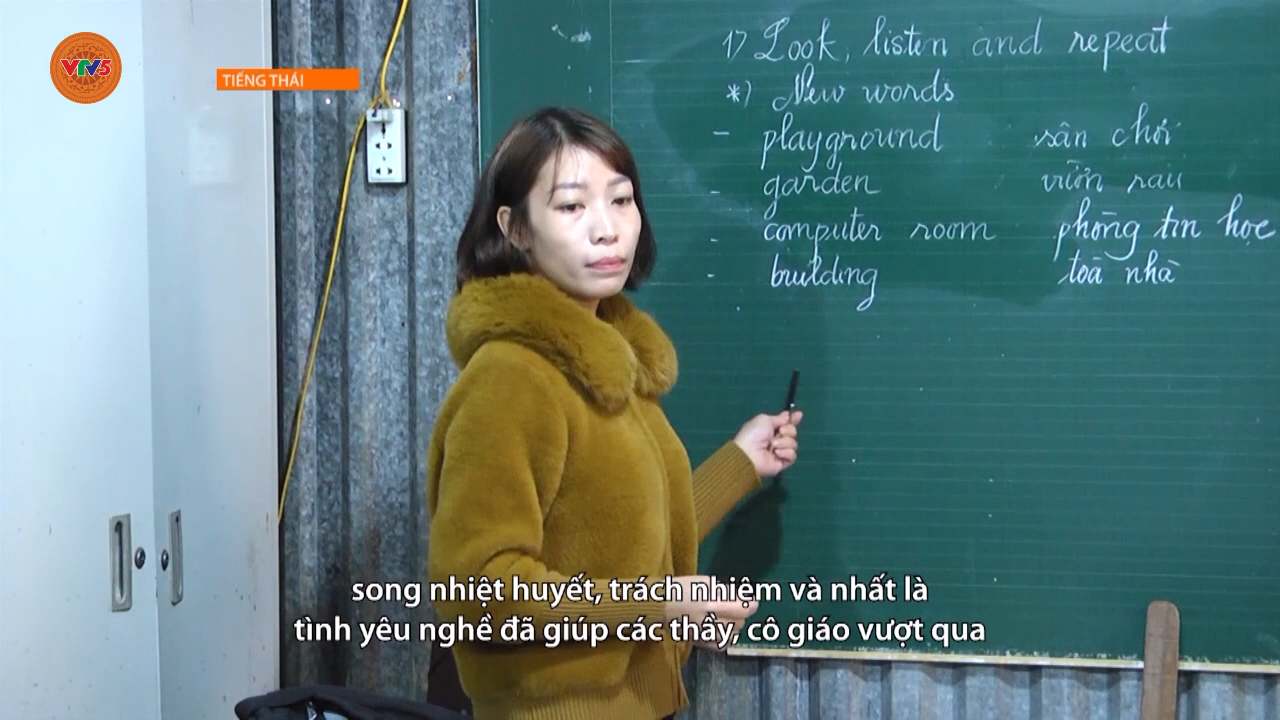 VTV5
TIẾNG THÁI
1) Look, listen and repeat
*) New words
- playground sân chơi
- garden vườn rau
- computer room phòng tin học
- building toà nhà
song nhiệt huyết, trách nhiệm và nhất là
tình yêu nghề đã giúp các thầy, cô giáo vượt qua